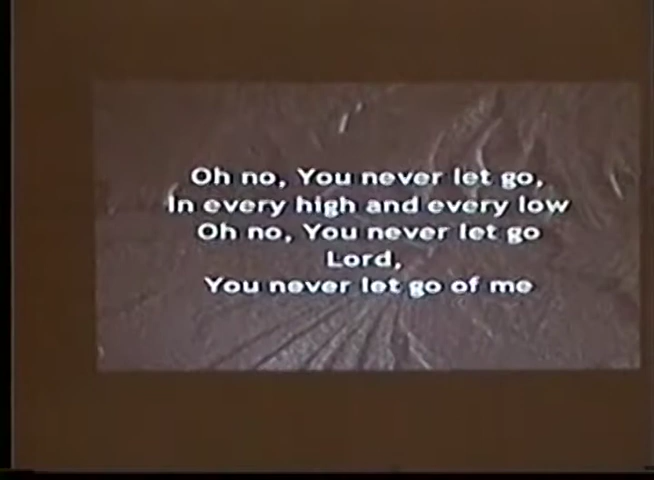 Oh no, You never let go,
In every high and every low
Oh no, You never let go
Lord,
You never let go of me